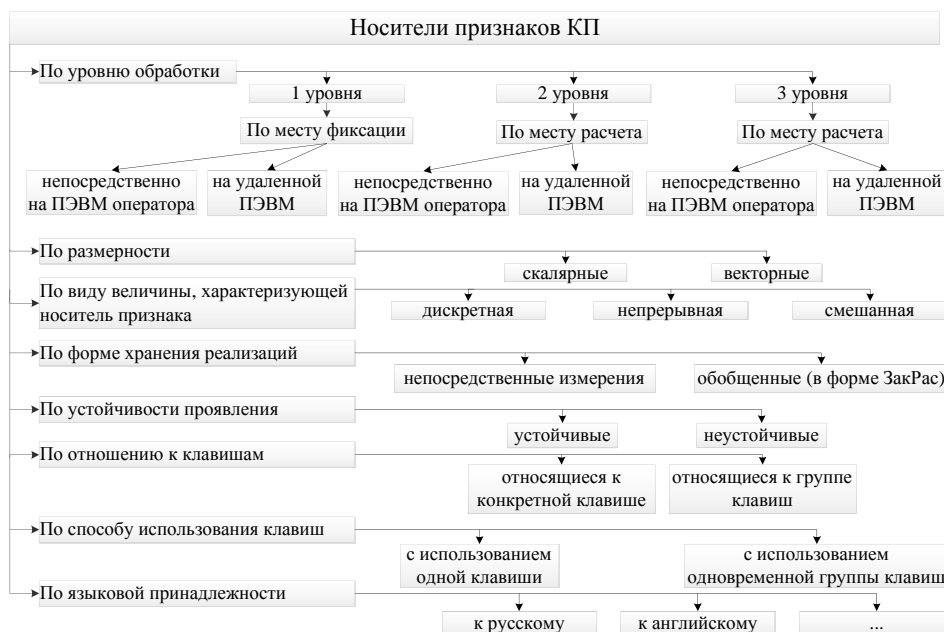 Носители признаков КП
По уровню обработки
1 уровня
2 уровня
3 уровня
По месту фиксации
По месту расчета
По месту расчета
непосредственно
на ПЭВМ оператора
на удаленной
ПЭВМ
непосредственно
на ПЭВМ оператора
на удаленной
ПЭВМ
непосредственно
на ПЭВМ оператора
на удаленной
ПЭВМ
По размерности
скалярные
векторные
По виду величины, характеризующей
носитель признака
дискретная
непрерывная
смешанная
По форме хранения реализаций
непосредственные измерения
обобщенные (в форме ЗакРас)
По устойчивости проявления
устойчивые
неустойчивые
По отношению к клавишам
относящиеся к
конкретной клавише
относящиеся к группе
клавиш
По способу использования клавиш
с использованием
одной клавиши
с использованием
одновременной группы клавиш
По языковой принадлежности
к русскому
к английскому
...